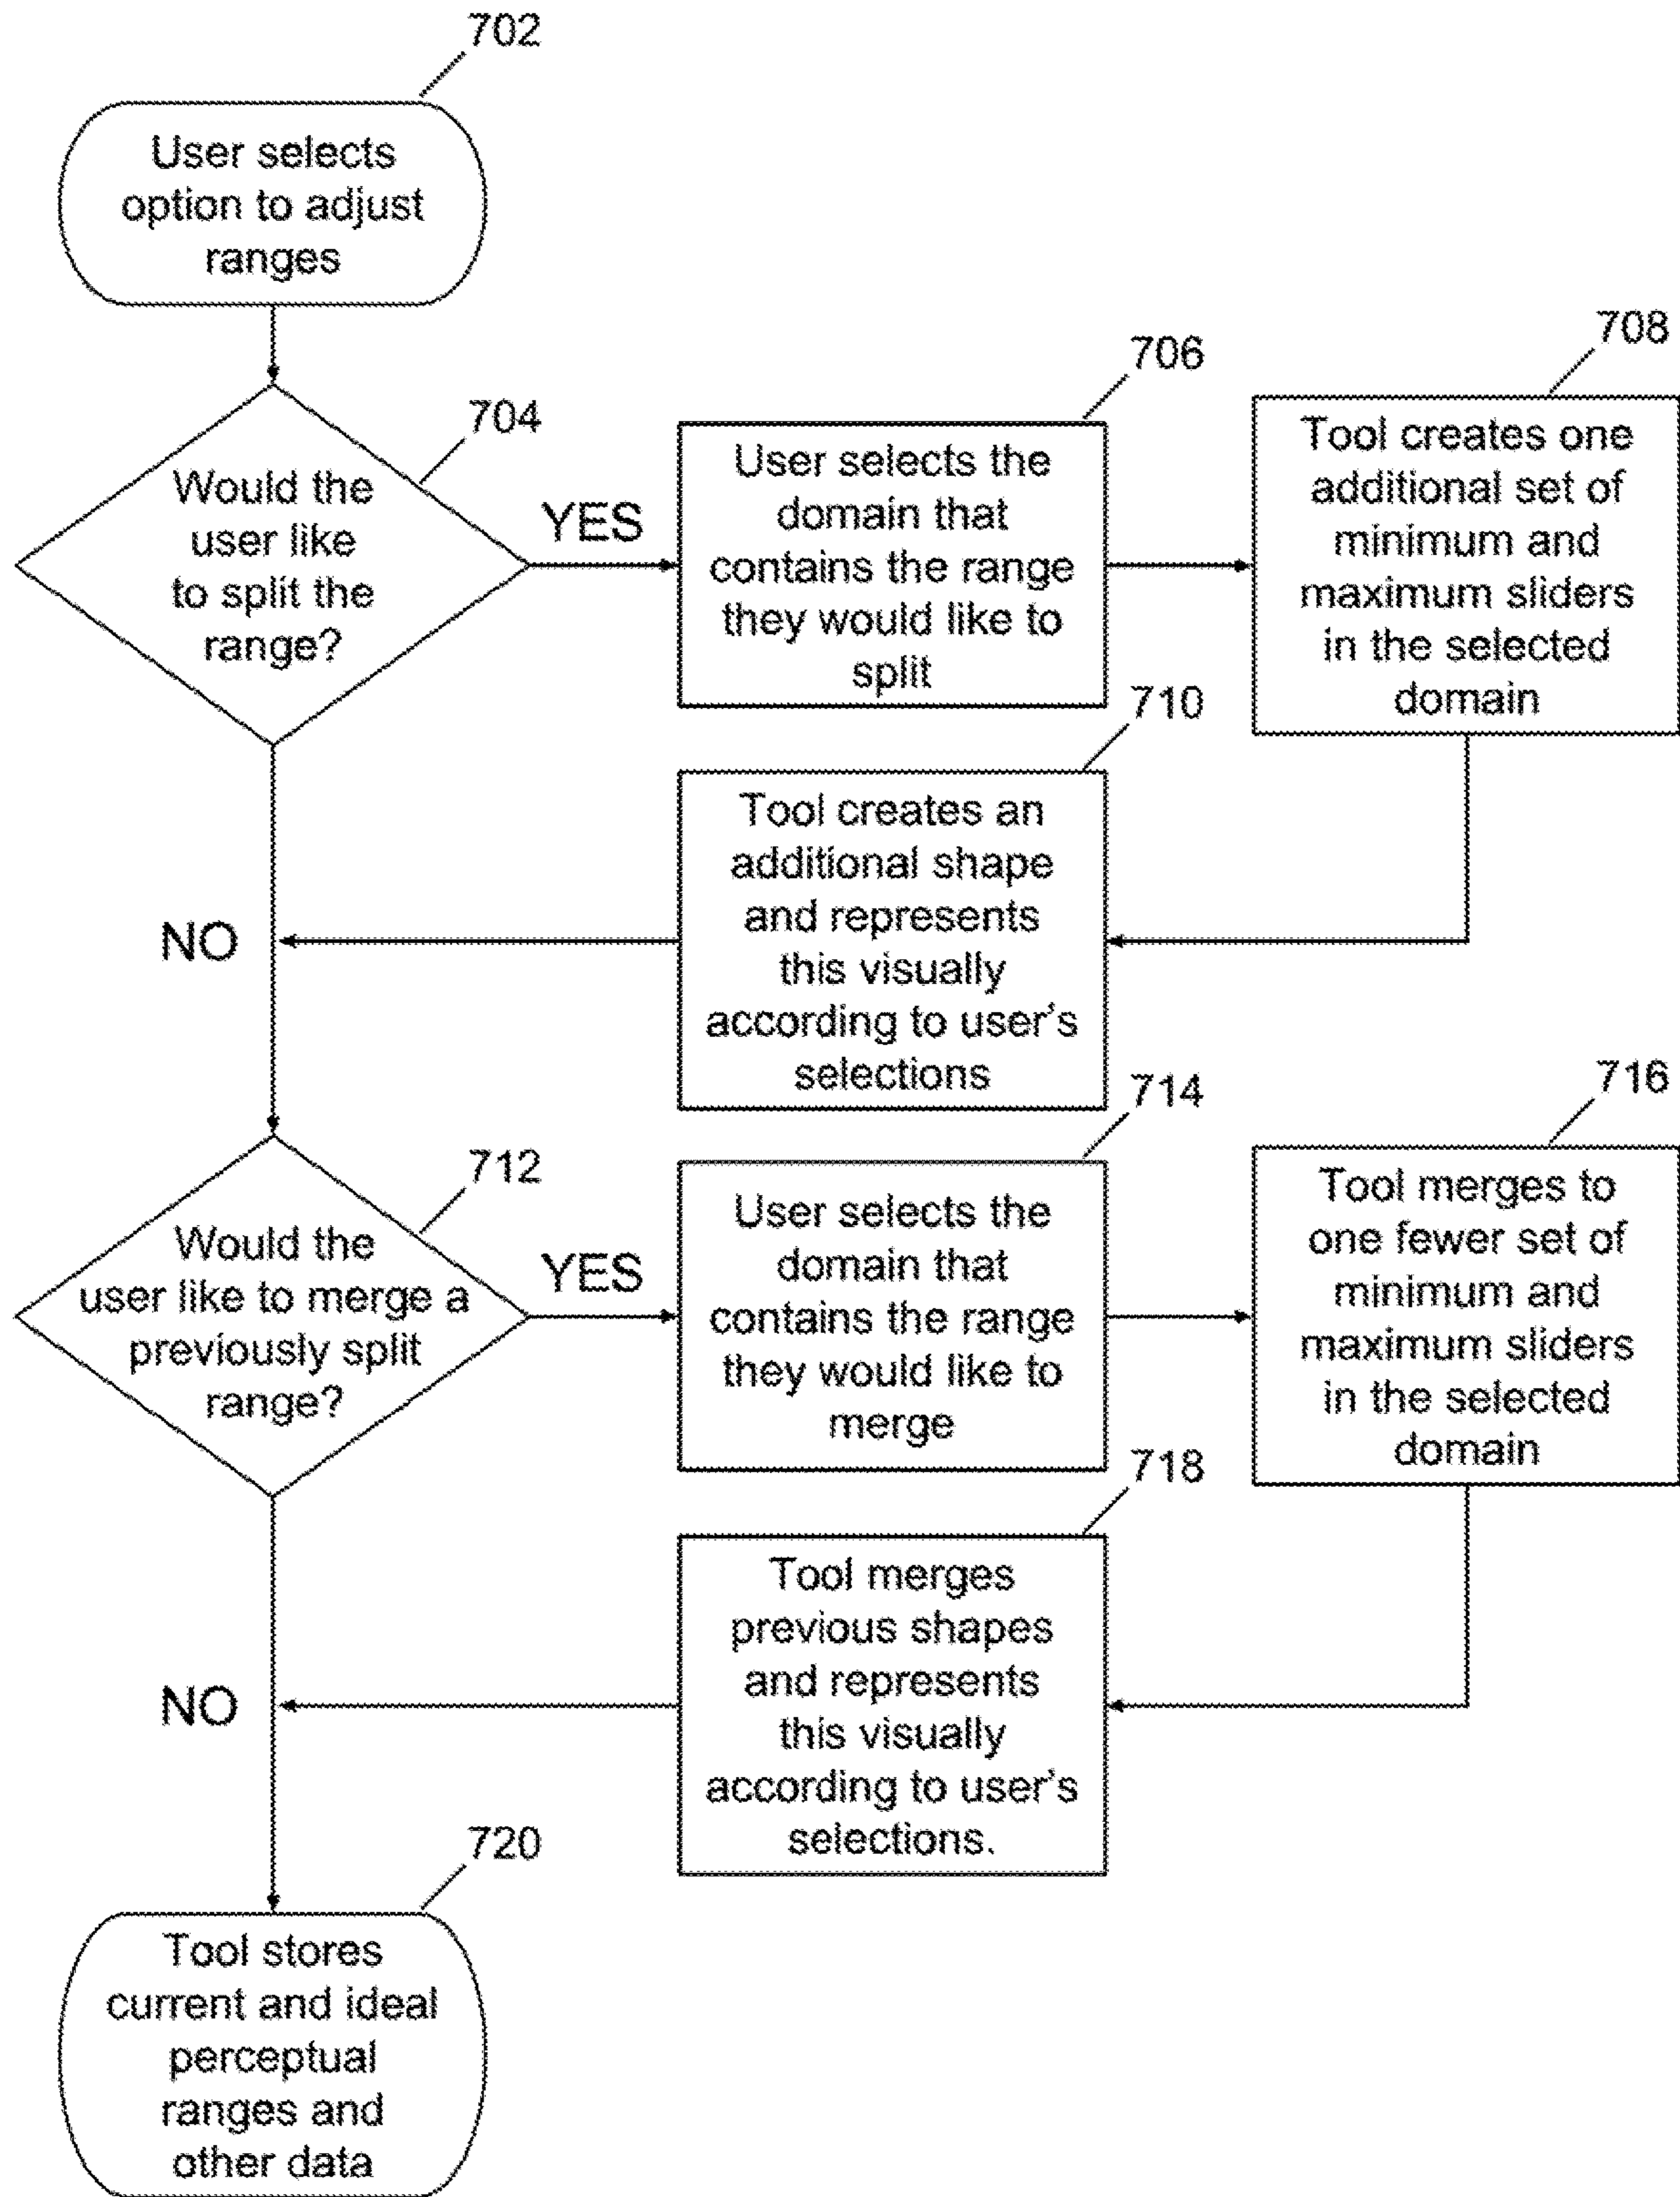 702
User selects
option to adjust
ranges
704
Would the
user like
to split the
range?
YES
706
User selects the
domain that
contains the range
they would like to
split
708
Tool creates one
additional set of
minimum and
maximum sliders
in the selected
domain
710
Tool creates an
additional shape
and represents
this visually
according to user's
selections
NO
712
Would the
user like to merge a
previously split
range?
YES
714
User selects the
domain that
contains the range
they would like to
merge
716
Tool merges to
one fewer set of
minimum and
maximum sliders
in the selected
domain
718
Tool merges
previous shapes
and represents
this visually
according to user's
selections.
NO
720
Tool stores
current and ideal
perceptual
ranges and
other data